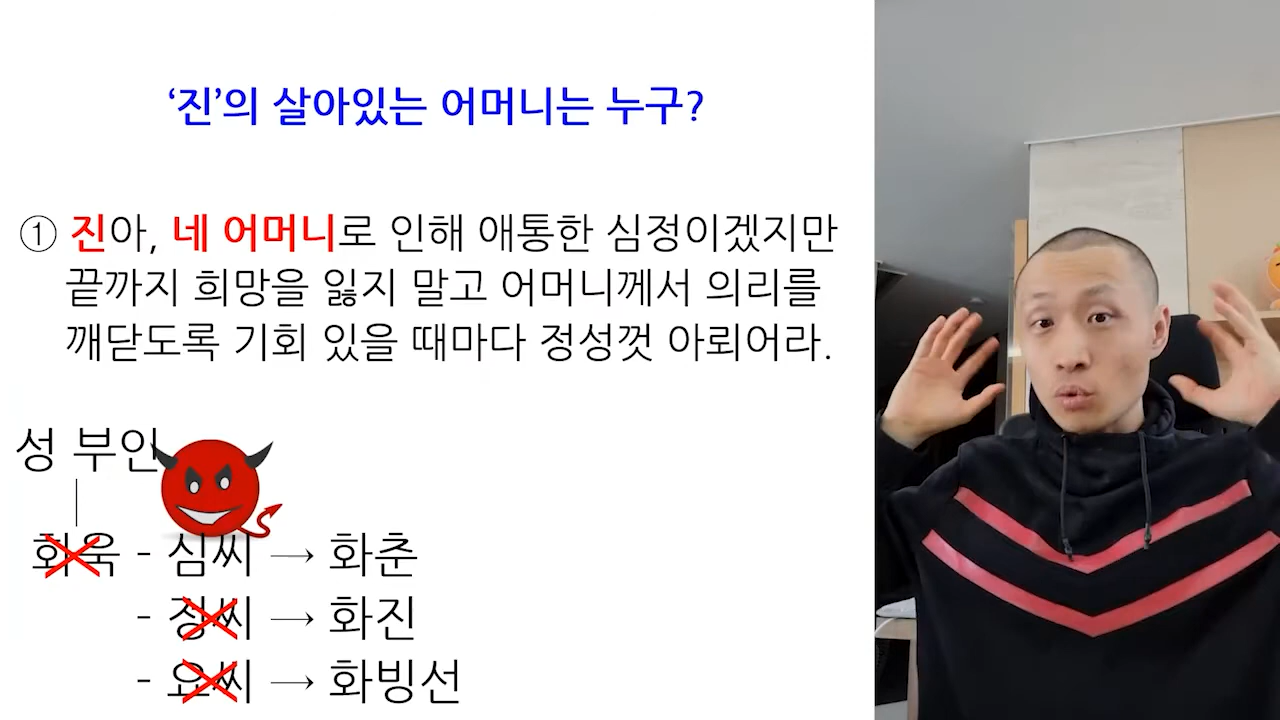 ‘진’의 살아있는 어머니는 누구?
① 진아, 네 어머니로 인해 애통한 심정이겠지만
끝까지 희망을 잃지 말고 어머니께서 의리를
깨닫도록 기회 있을 때마다 정성껏 아뢰어라.
성 부인
화욱 - 심씨 → 화춘
- 정씨 → 화진
- 요씨 → 화빙선